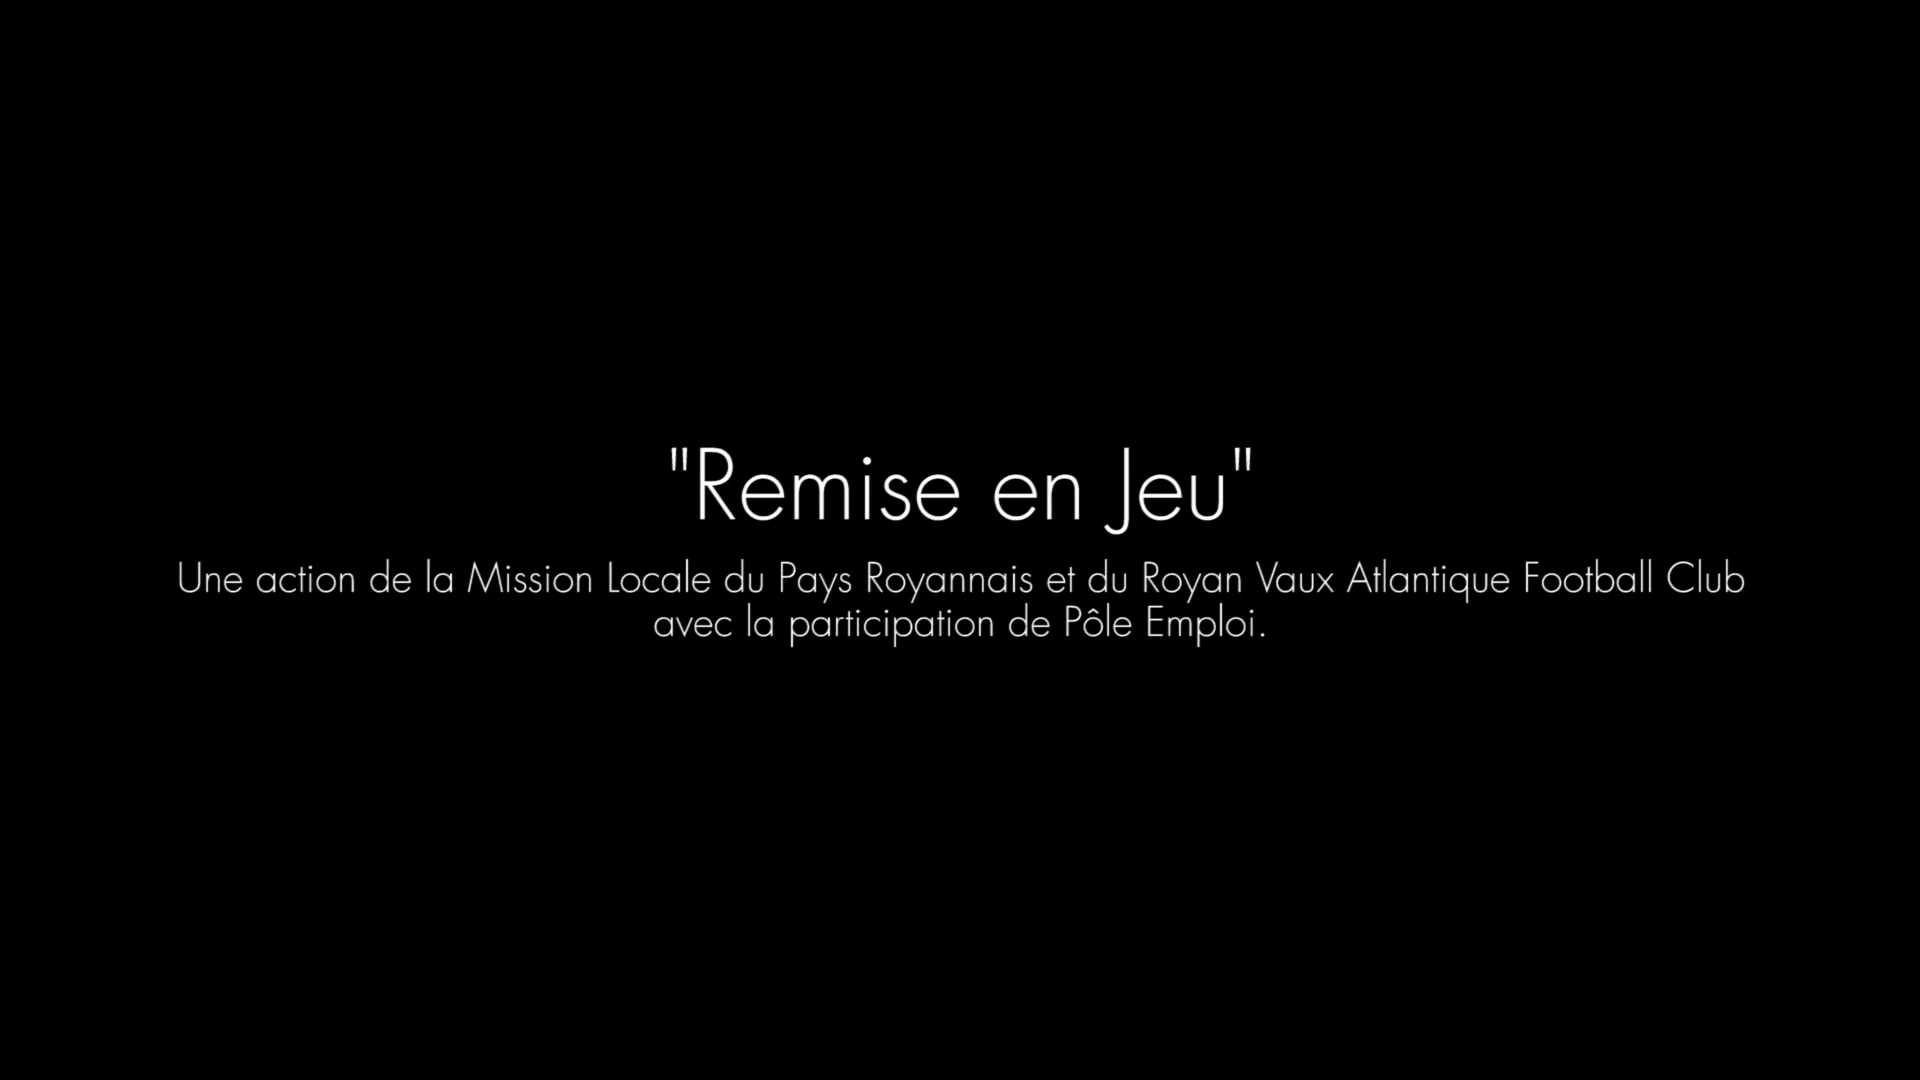 "Remise en Jeu"
Une action de la Mission Locale du Pays Royannais et du Royan Vaux Atlantique Football Club
avec la participation de Pôle Emploi.